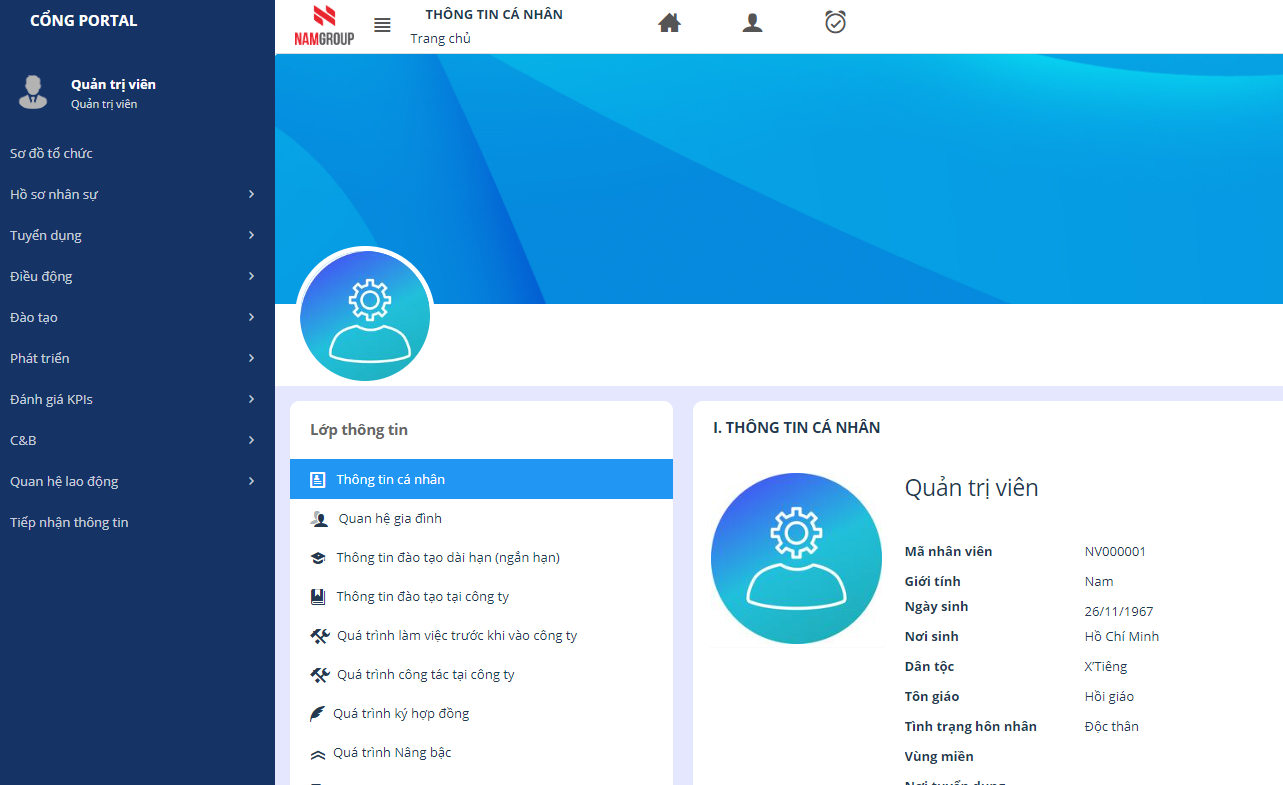 CỔNG PORTAL
Quản trị viên
Quản trị viên
Sơ đồ tổ chức
Hồ sơ nhân sự
Tuyển dụng
Điều động
Đào tạo
Phát triển
Đánh giá KPIs
C&B
Quan hệ lao động
Tiếp nhận thông tin
NAMGROUP
THÔNG TIN CÁ NHÂN
Trang chủ
Lớp thông tin
Thông tin cá nhân
Quan hệ gia đình
Thông tin đào tạo dài hạn (ngắn hạn)
Thông tin đào tạo tại công ty
Quá trình làm việc trước khi vào công ty
Quá trình công tác tại công ty
Quá trình ký hợp đồng
Quá trình Nâng bậc
I. THÔNG TIN CÁ NHÂN
Quản trị viên
Mã nhân viên NV000001
Giới tính Nam
Ngày sinh 26/11/1967
Nơi sinh Hồ Chí Minh
Dân tộc X'Tiêng
Tôn giáo Hồi giáo
Tình trạng hôn nhân Độc thân
Vùng miền
Nơi tuyển dụng